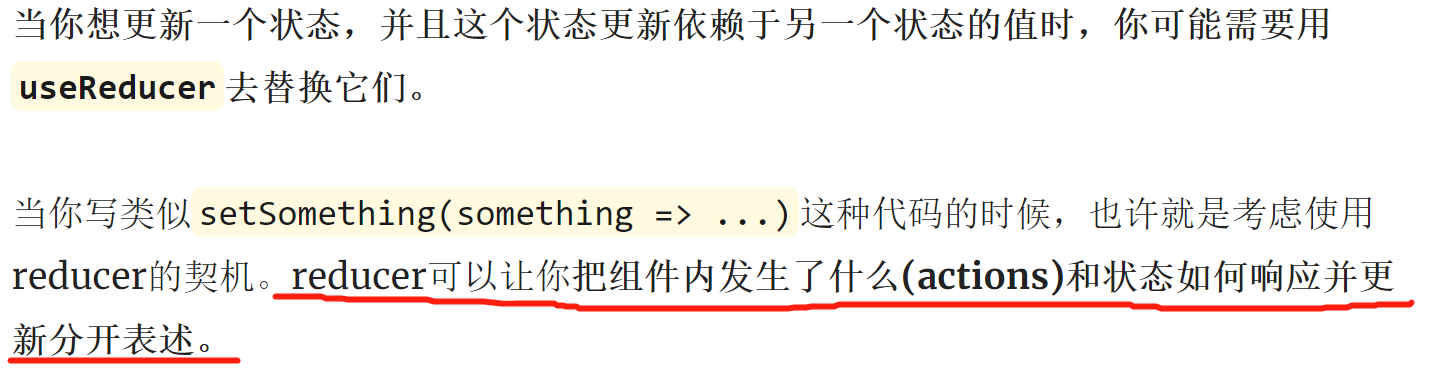 当你想更新一个状态，并且这个状态更新依赖于另一个状态的值时，你可能需要用
useReducer去替换它们。
当你写类似setSomething(something => ...)这种代码的时候，也许就是考虑使用
reducer的契机。reducer可以让你把组件内发生了什么(actions)和状态如何响应并更
新分开表述。